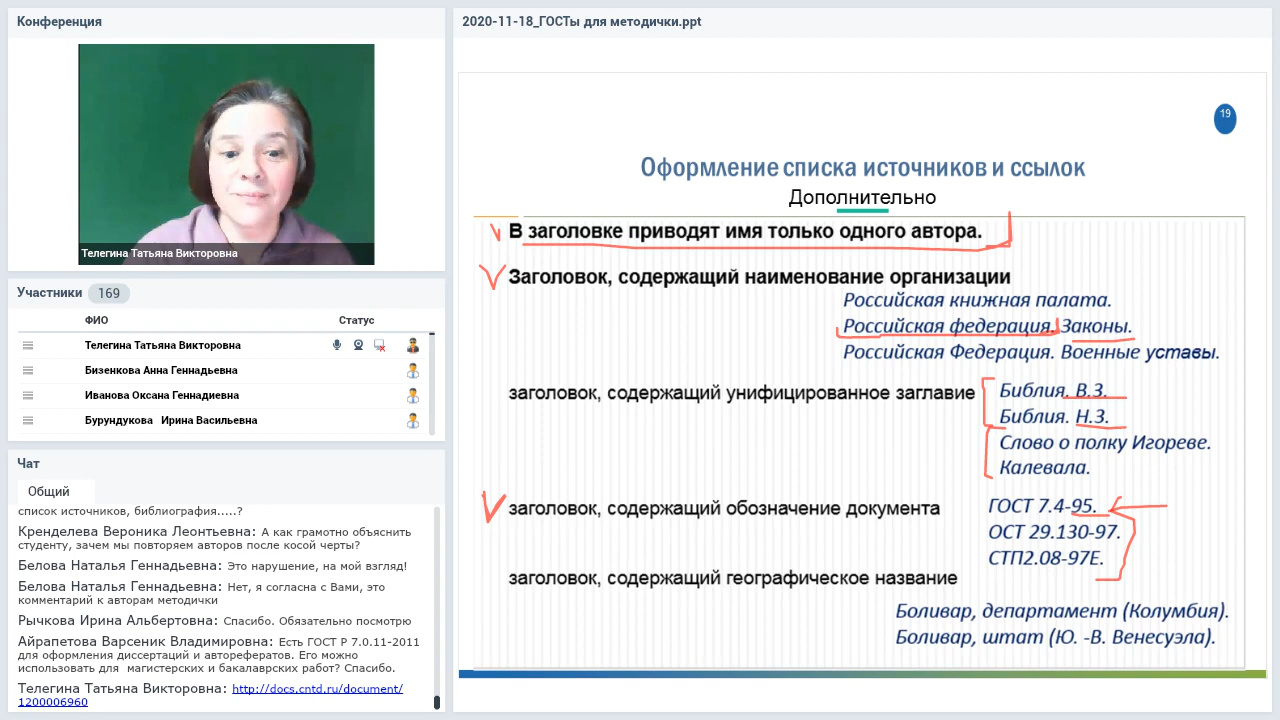 Конференция
Телегина Татьяна Викторовна
Участники 169
ФИО Статус
Телегина Татьяна Викторовна
Бизенкова Анна Геннадьевна
Иванова Оксана Геннадиевна
Бурундукова Ирина Васильевна
Чат
Общий
список источников, библиография.....?
Кренделева Вероника Леонтьевна: А как грамотно объяснить
студенту, зачем мы повторяем авторов после косой черты?
Белова Наталья Геннадьевна: Это нарушение, на мой взгляд!
Белова Наталья Геннадьевна: Нет, я согласна с Вами, это
комментарий к авторам методички
Рычкова Ирина Альбертовна: Спасибо. Обязательно посмотрю
Айрапетова Варсеник Владимировна: Есть ГОСТ Р 7.0.11-2011
для оформления диссертаций и авторефератов. Его можно
использовать для магистерских и бакалаврских работ? Спасибо.
Телегина Татьяна Викторовна: http://docs.cntd.ru/document/
1200006960
2020-11-18_ГОСТы для методички.ppt
19
Оформление списка источников и ссылок
Дополнительно
В заголовке приводят имя только одного автора.
Заголовок, содержащий наименование организации
Российская книжная палата.
Российская федерация. Законы.
Российская Федерация. Военные уставы.
заголовок, содержащий унифицированное заглавие
Библия. В.З.
Библия. Н.З.
Слово о полку Игореве.
Калевала.
заголовок, содержащий обозначение документа
ГОСТ 7.4-95.
ОСТ 29.130-97.
СТП2.08-97Е.
заголовок, содержащий географическое название
Боливар, департамент (Колумбия).
Боливар, штат (Ю. -В. Венесуэла).